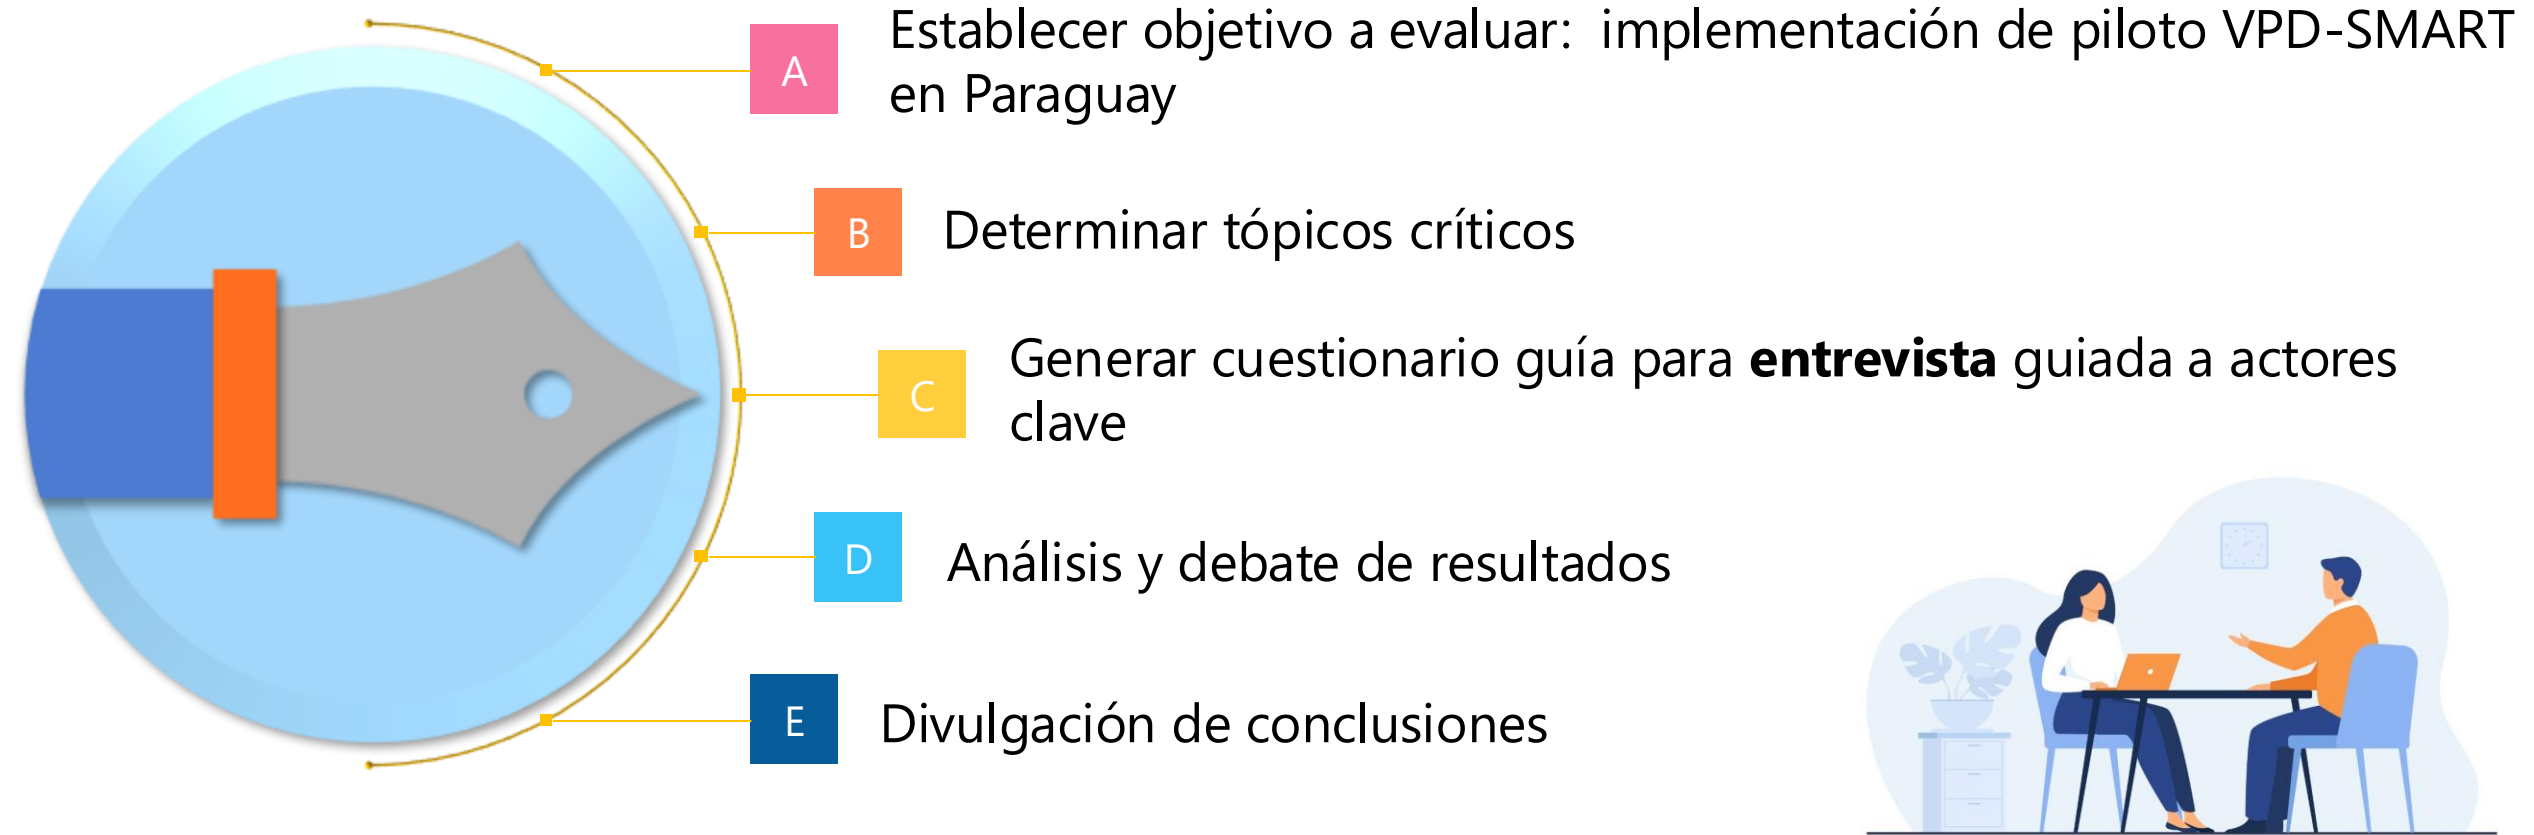 A
Establecer objetivo a evaluar:  implementación de piloto VPD-SMART
en Paraguay
B
Determinar tópicos críticos
C
Generar cuestionario guía para entrevista guiada a actores
clave
D
Análisis y debate de resultados
E
Divulgación de conclusiones